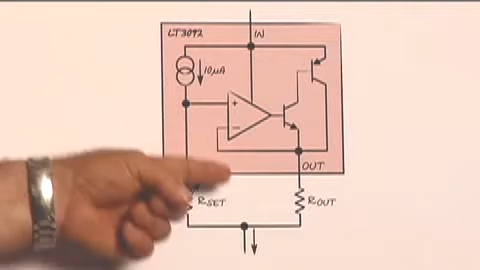 LT3092
IN
10µA
+
−
OUT
RSET
ROUT